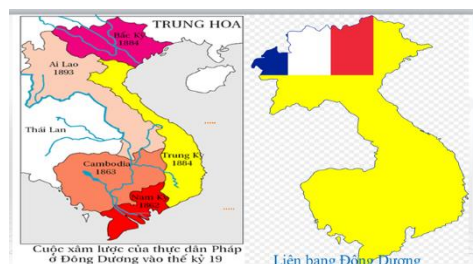 TRUNG HOA
Bắc Kỳ
1884
Ai Lao
1893
Thái Lan
Cambodia
1863
Trung Kỳ
1884
Nam Kỳ
1862
Cuộc xâm lược của thực dân Pháp
ở Đông Dương vào thế kỷ 19
Liên bang Đông Dương